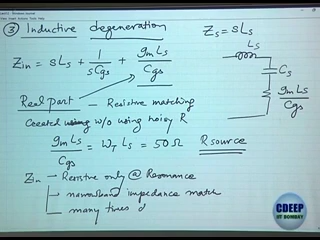 ③ Inductive degeneration
Zs = sLs
Ls
Zin = sLs + 1/sCgs + gmLs/Cgs
Cs
gmLs/Cgs
Real part – Resistive matching
Created using w/o using noisy R
gmLs/Cgs = WT Ls = 50Ω Rsource
Zin → Resistive only @ Resonance
→ narrowband impedance match
→ many times d
CDEEP
IIT BOMBAY